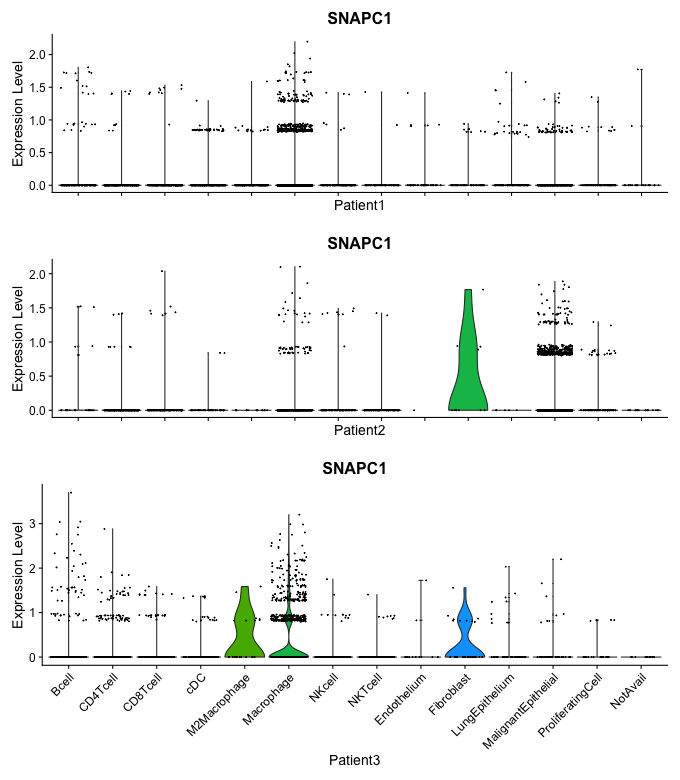 SNAPC1
Expression Level
2.0
1.5
1.0
0.5
0.0
Patient1
SNAPC1
Expression Level
2.0
1.5
1.0
0.5
0.0
Patient2
SNAPC1
Expression Level
3
2
1
0
Bcell
CD4Tcell
CD8Tcell
cDC
M2Macrophage
Macrophage
NKcell
NKTcell
Endothelium
Fibroblast
LungEpithelium
MalignantEpithelial
ProliferatingCell
NotAvail
Patient3